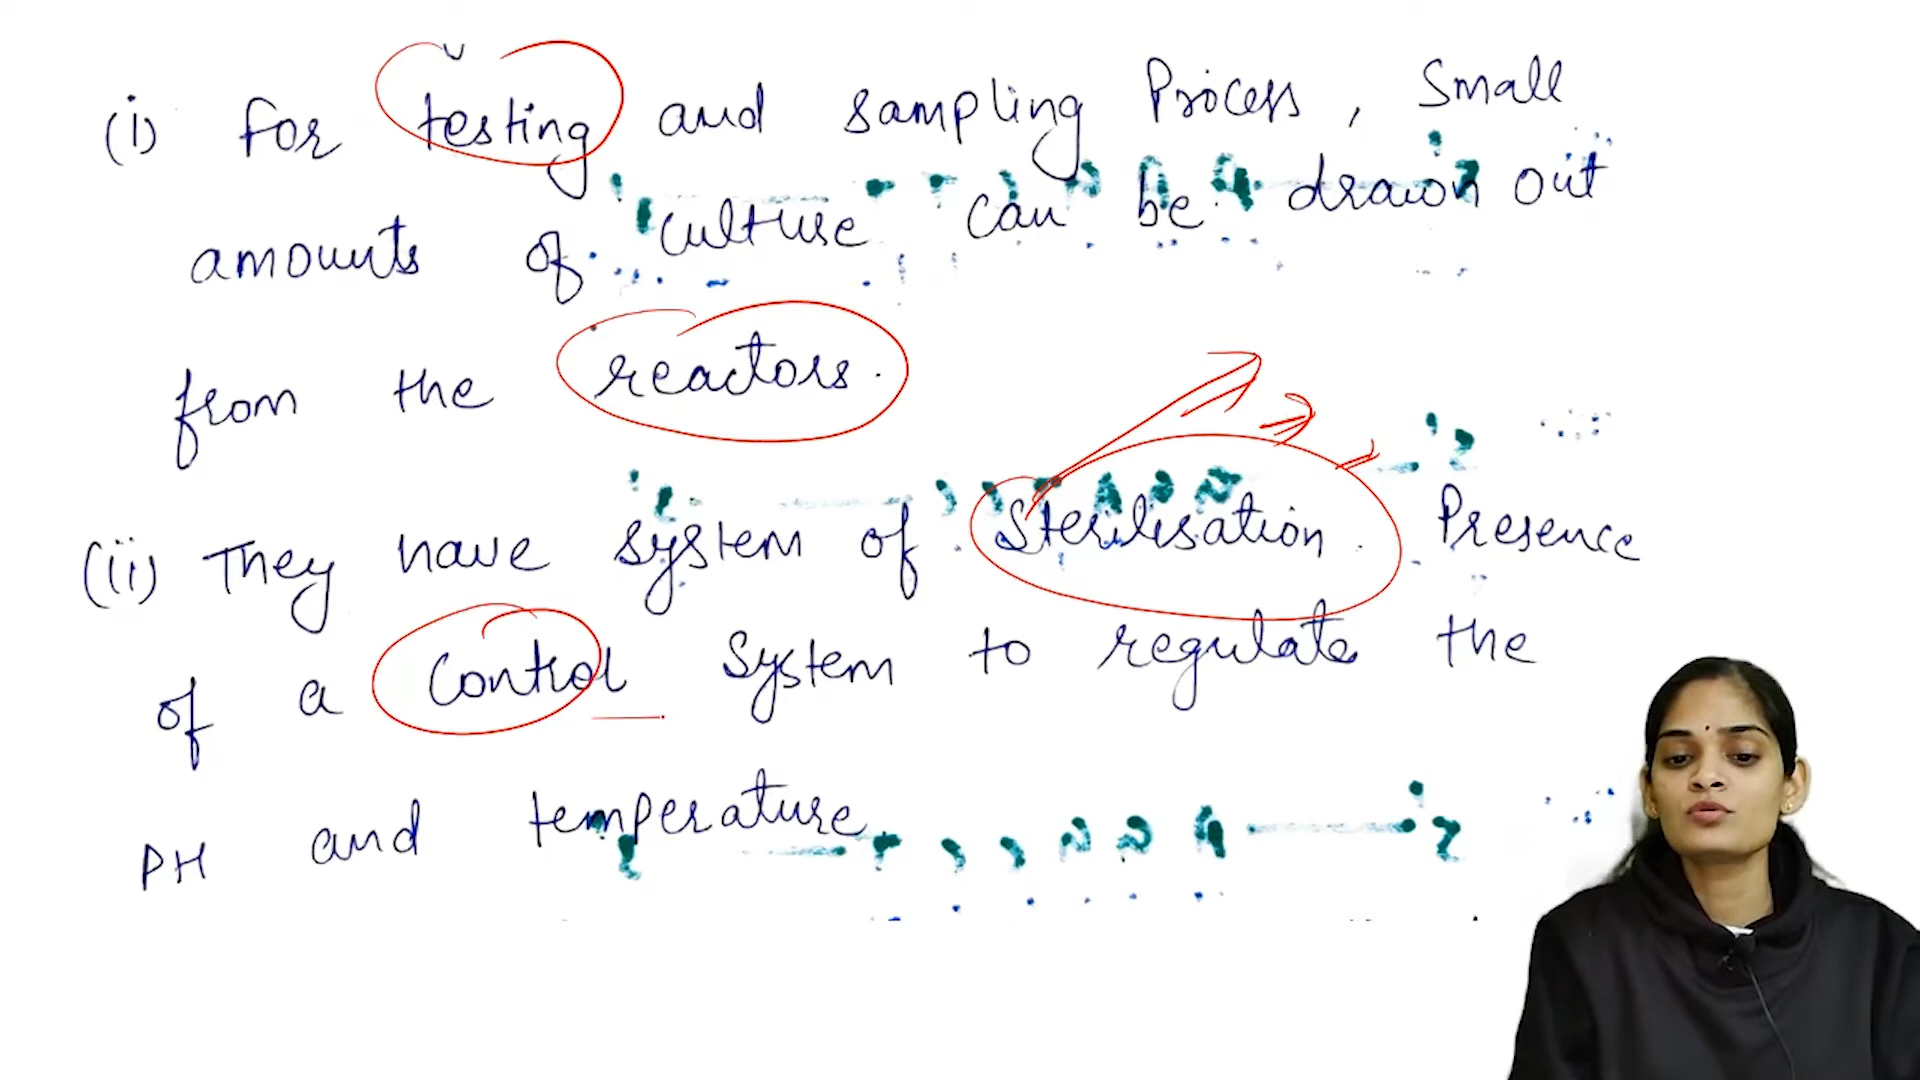 (i) For testing and sampling Process, Small
amounts of culture can be drawn out
from the reactors.
(ii) They have system of Sterilisation. Presence
of a Control System to regulate the
PH and temperature